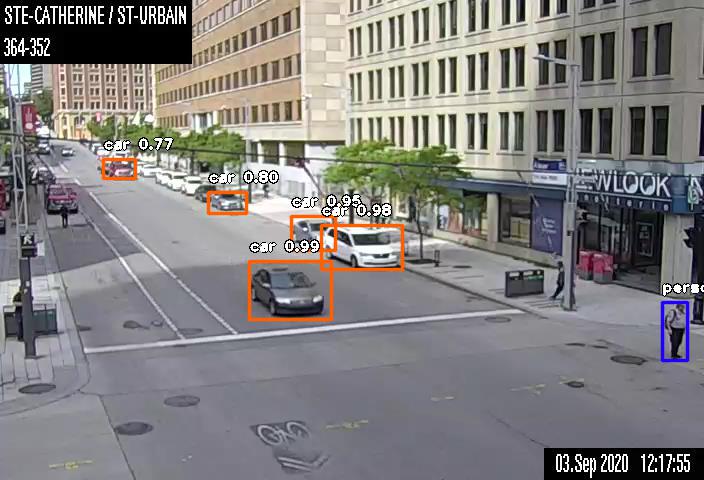 STE-CATHERINE / ST-URBAIN
364-352
car 0.77
car 0.80
car 0.95
car 0.98
car 0.99
NEWLOOK
perso
03.Sep 2020 12:17:55